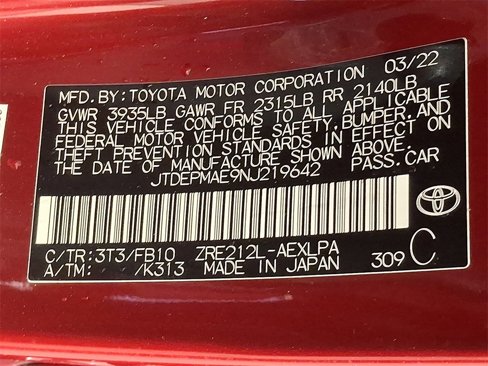 MFD. BY: TOYOTA MOTOR CORPORATION 03/22
GVWR 3935LB GAWR FR 2315LB RR 2140LB
THIS VEHICLE CONFORMS TO ALL APPLICABLE
FEDERAL MOTOR VEHICLE SAFETY, BUMPER, AND
THEFT PREVENTION STANDARDS IN EFFECT ON
THE DATE OF MANUFACTURE SHOWN ABOVE.
JTDEPMAE9NJ219642 PASS.CAR
C/TR: 3T3/FB10 ZRE212L-AEXLPA
A/TM: /K313 MADE IN JAPAN 309 C